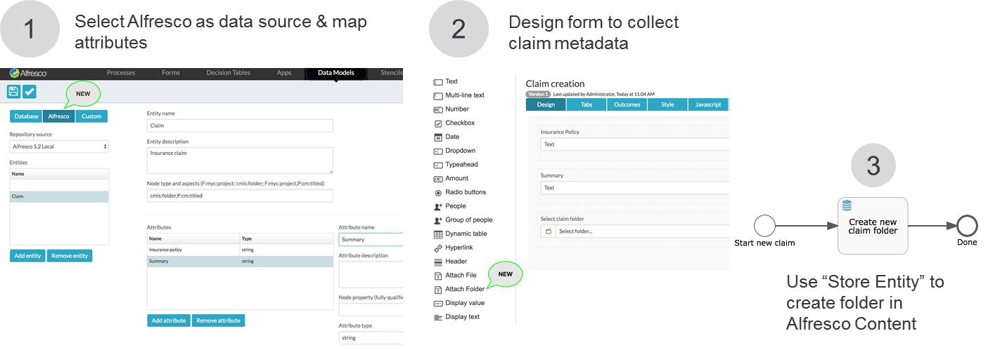 1
Select Alfresco as data source & map
attributes
Alfresco
Processes
Forms
Decision Tables
Apps
Data Models
Stencils
NEW
Database
Alfresco
Custom
Repository source
Alfresco 5.2 Local
Entities
Name
Claim
Add entity
Remove entity
Entity name
Claim
Entity description
Insurance claim
Node type and aspects (F:myc:project; cmis:folder; F:myc:project,P:cm:titled)
cmis:folder,P:cm:titled
Attributes
Name Type
Insurance policy string
Summary string
Add attribute
Remove attribute
Attribute name
Summary
Attribute description
Node property (fully qualifie
Attribute type
string
2
Design form to collect
claim metadata
Text
Multi-line text
Number
Checkbox
Date
Dropdown
Typeahead
Amount
Radio buttons
People
Group of people
Dynamic table
Hyperlink
Header
Attach File
Attach Folder
Display value
Display text
NEW
Claim creation
Version 1 Last updated by Administrator, Today at 11:04 AM
Design
Tabs
Outcomes
Style
Javascript
Insurance Policy
Text
Summary
Text
Select claim folder
Select folder...
3
Start new claim
Create new
claim folder
Done
Use “Store Entity” to
create folder in
Alfresco Content